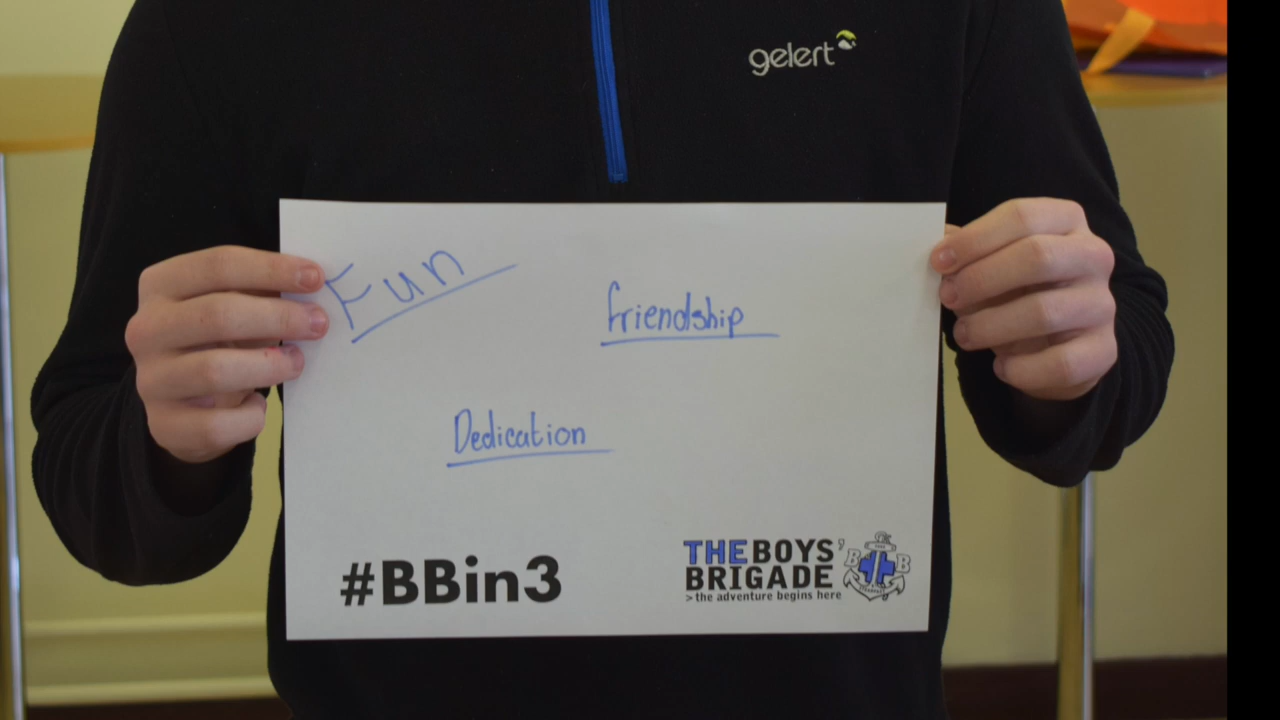 gelert
Fun
friendship
Dedication
#BBin3
THE BOYS'
BRIGADE
> the adventure begins here
B B